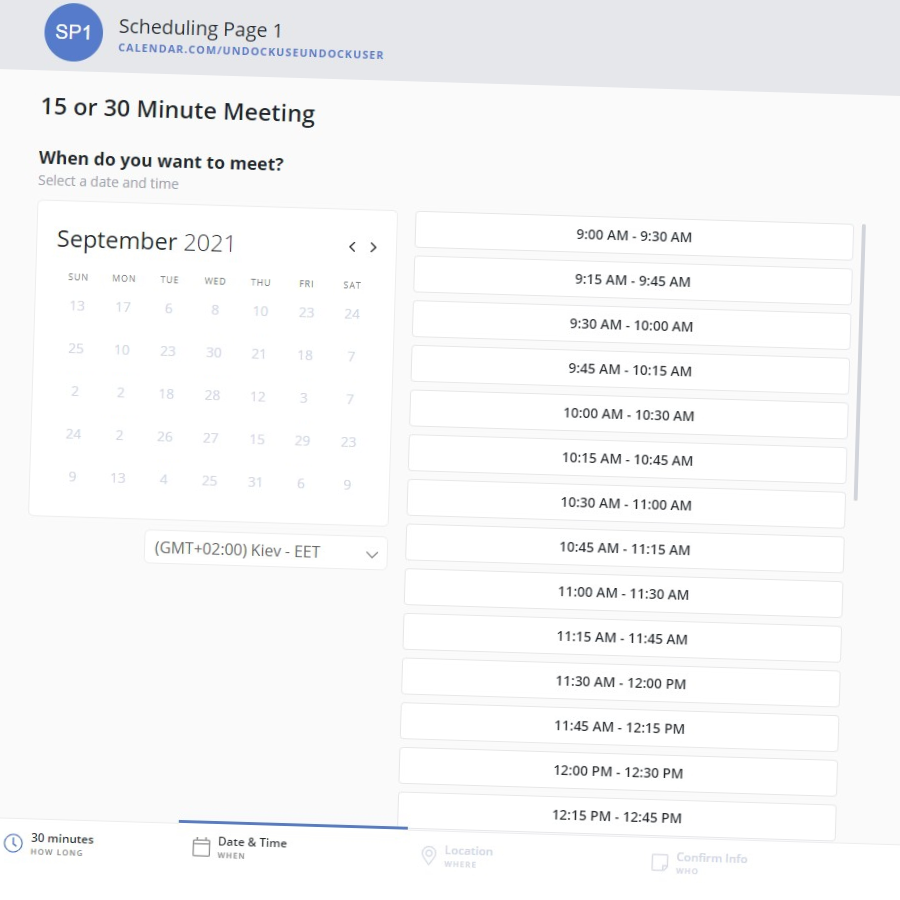 SP1
Scheduling Page 1
CALENDAR.COM/UNDOCKUSEUNDOCKUSER
15 or 30 Minute Meeting
When do you want to meet?
Select a date and time
September 2021
SUN MON TUE WED THU FRI SAT
13 17 6 8 10 23 24
25 10 23 30 21 18 7
2 2 18 28 12 3 7
24 2 26 27 15 29 23
9 13 4 25 31 6 9
(GMT+02:00) Kiev - EET
9:00 AM - 9:30 AM
9:15 AM - 9:45 AM
9:30 AM - 10:00 AM
9:45 AM - 10:15 AM
10:00 AM - 10:30 AM
10:15 AM - 10:45 AM
10:30 AM - 11:00 AM
10:45 AM - 11:15 AM
11:00 AM - 11:30 AM
11:15 AM - 11:45 AM
11:30 AM - 12:00 PM
11:45 AM - 12:15 PM
12:00 PM - 12:30 PM
12:15 PM - 12:45 PM
30 minutes
HOW LONG
Date & Time
WHEN
Location
WHERE
Confirm Info
WHO